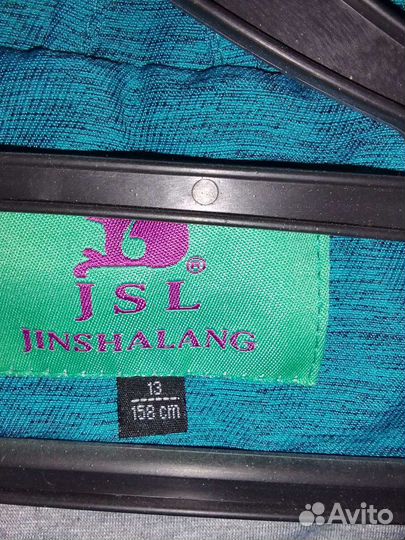 ®
JSL
JINSHALANG
13
158 cm
Avito